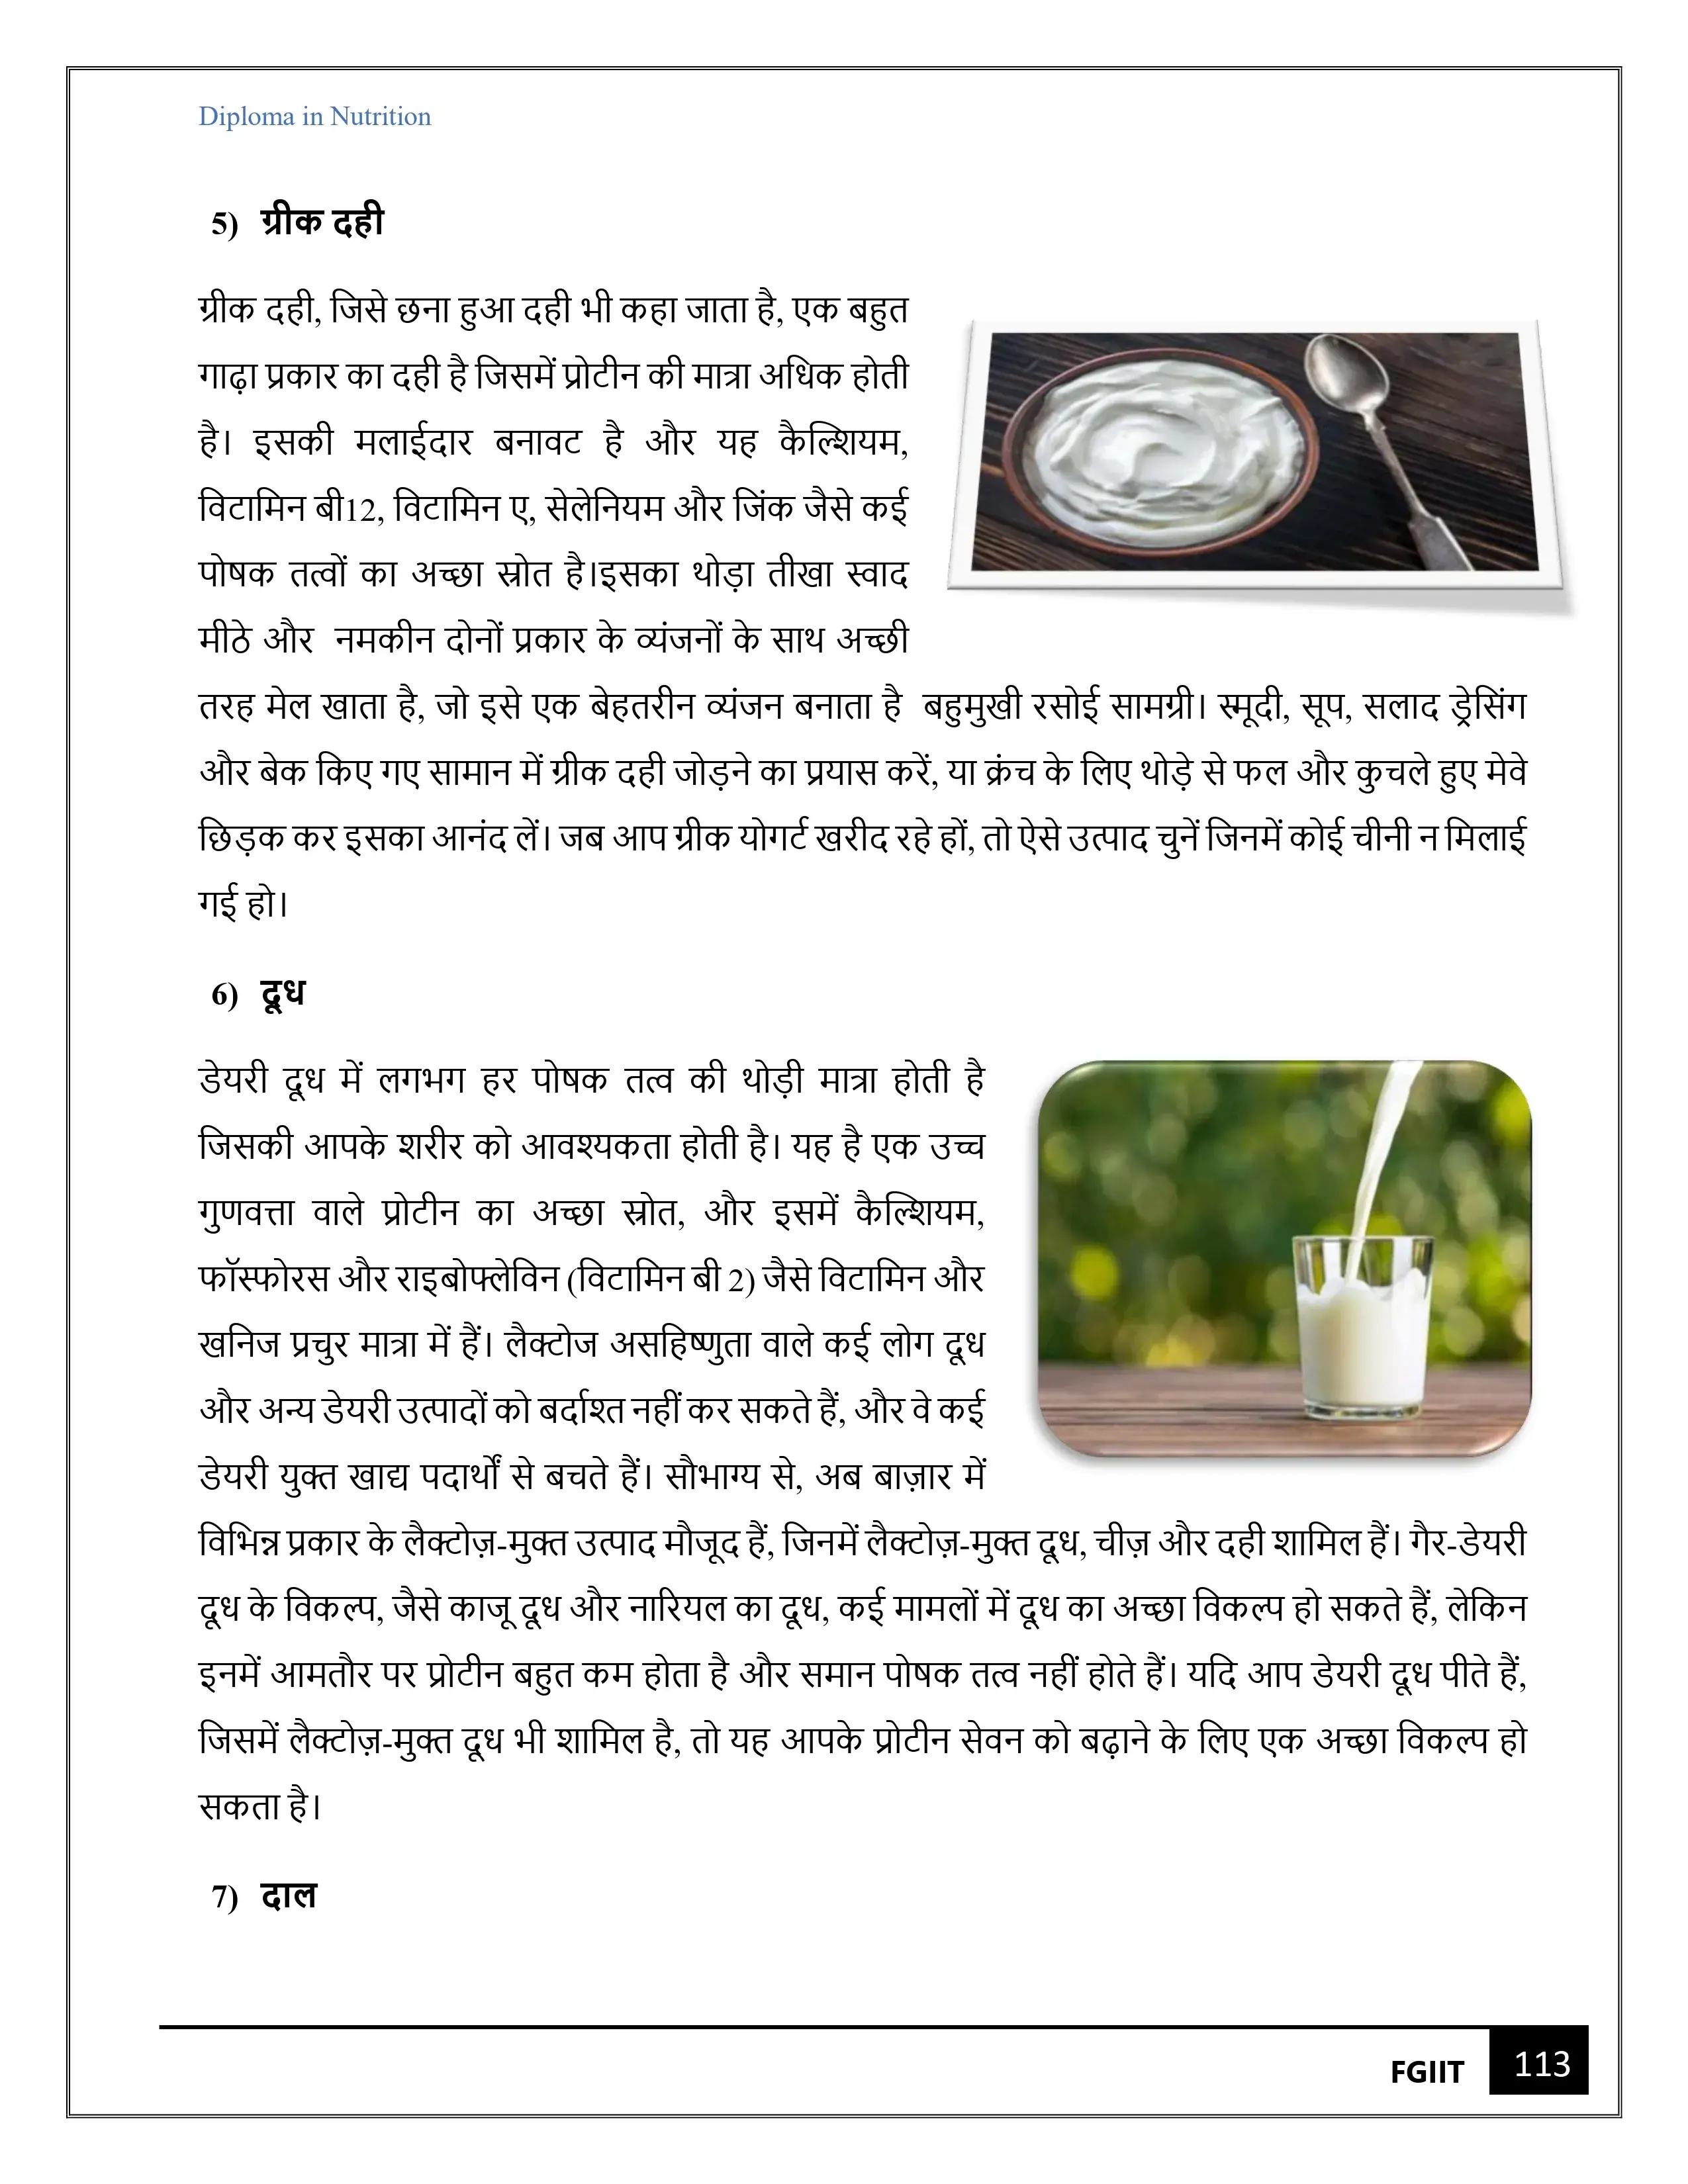 Diploma in Nutrition
5) ग्रीक दही
ग्रीक दही, जिसे छना हुआ दही भी कहा जाता है, एक बहुत
गाढ़ा प्रकार का दही है जिसमें प्रोटीन की मात्रा अधिक होती
है। इसकी मलाईदार बनावट है और यह कैल्शियम,
विटामिन बी12, विटामिन ए, सेलेनियम और जिंक जैसे कई
पोषक तत्वों का अच्छा स्रोत है।इसका थोड़ा तीखा स्वाद
मीठे और नमकीन दोनों प्रकार के व्यंजनों के साथ अच्छी
तरह मेल खाता है, जो इसे एक बेहतरीन व्यंजन बनाता है बहुमुखी रसोई सामग्री। स्मूदी, सूप, सलाद ड्रेसिंग
और बेक किए गए सामान में ग्रीक दही जोड़ने का प्रयास करें, या क्रंच के लिए थोड़े से फल और कुचले हुए मेवे
छिड़क कर इसका आनंद लें। जब आप ग्रीक योगर्ट खरीद रहे हों, तो ऐसे उत्पाद चुनें जिनमें कोई चीनी न मिलाई
गई हो।
6) दूध
डेयरी दूध में लगभग हर पोषक तत्व की थोड़ी मात्रा होती है
जिसकी आपके शरीर को आवश्यकता होती है। यह है एक उच्च
गुणवत्ता वाले प्रोटीन का अच्छा स्रोत, और इसमें कैल्शियम,
फॉस्फोरस और राइबोफ्लेविन (विटामिन बी 2) जैसे विटामिन और
खनिज प्रचुर मात्रा में हैं। लैक्टोज असहिष्णुता वाले कई लोग दूध
और अन्य डेयरी उत्पादों को बर्दाश्त नहीं कर सकते हैं, और वे कई
डेयरी युक्त खाद्य पदार्थों से बचते हैं। सौभाग्य से, अब बाज़ार में
विभिन्न प्रकार के लैक्टोज़-मुक्त उत्पाद मौजूद हैं, जिनमें लैक्टोज़-मुक्त दूध, चीज़ और दही शामिल हैं। गैर-डेयरी
दूध के विकल्प, जैसे काजू दूध और नारियल का दूध, कई मामलों में दूध का अच्छा विकल्प हो सकते हैं, लेकिन
इनमें आमतौर पर प्रोटीन बहुत कम होता है और समान पोषक तत्व नहीं होते हैं। यदि आप डेयरी दूध पीते हैं,
जिसमें लैक्टोज़-मुक्त दूध भी शामिल है, तो यह आपके प्रोटीन सेवन को बढ़ाने के लिए एक अच्छा विकल्प हो
सकता है।
7) दाल
FGIIT 113